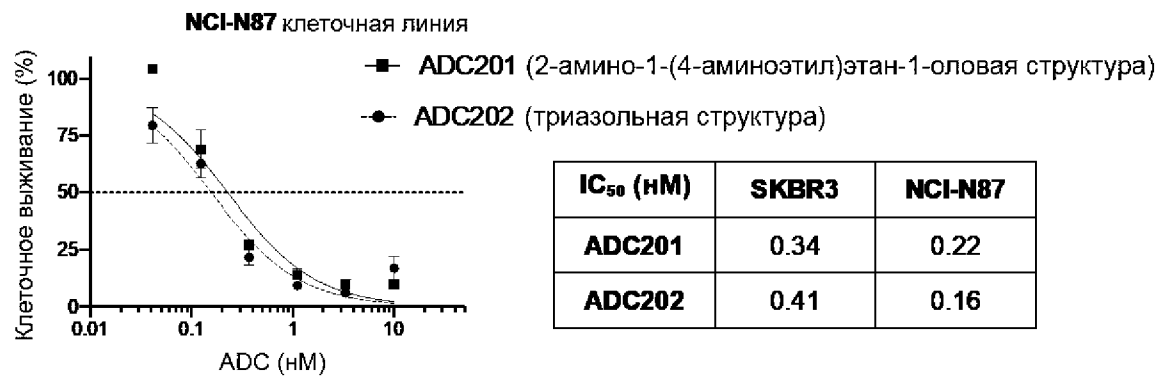 NCI-N87 клеточная линия
ADC201 (2-амино-1-(4-аминоэтил)этан-1-оловая структура)
ADC202 (триазольная структура)
Клеточное выживание (%)
100
75
50
25
0
0.01
0.1
1
10
ADC (нМ)
IC₅₀ (нМ) SKBR3 NCI-N87
ADC201 0.34 0.22
ADC202 0.41 0.16